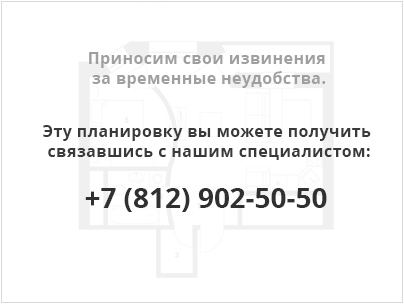 Приносим свои извинения
за временные неудобства.
Эту планировку вы можете получить
связавшись с нашим специалистом:
+7 (812) 902-50-50